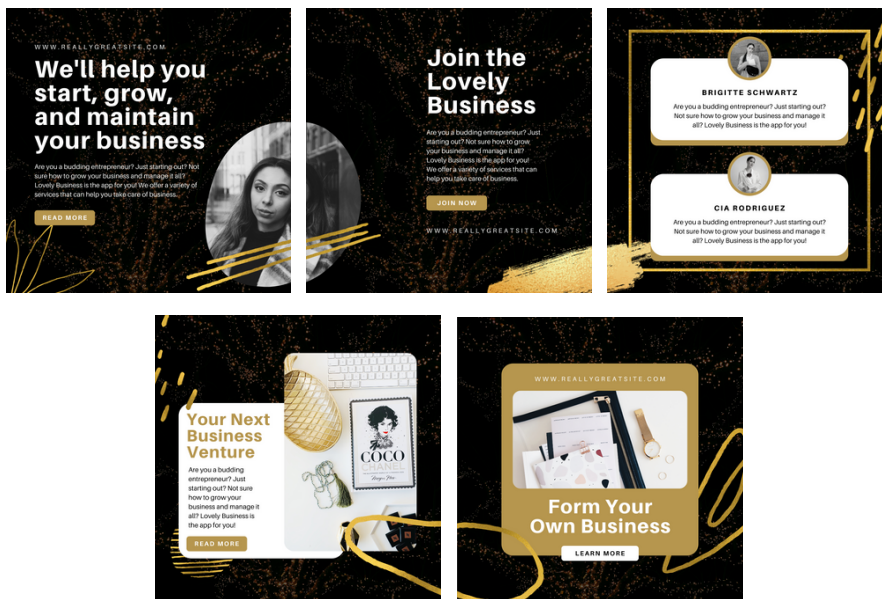 WWW.REALLYGREATSITE.COM
We'll help you
start, grow,
and maintain
your business
Are you a budding entrepreneur? Just starting out? Not
sure how to grow your business and manage it all?
Lovely Business is the app for you! We offer a variety of
services that can help you take care of business.
READ MORE
Join the
Lovely
Business
Are you a budding entrepreneur? Just
starting out? Not sure how to grow
your business and manage it all?
Lovely Business is the app for you!
We offer a variety of services that can
help you take care of business.
JOIN NOW
WWW.REALLYGREATSITE.COM
BRIGITTE SCHWARTZ
Are you a budding entrepreneur? Just starting out?
Not sure how to grow your business and manage it
all? Lovely Business is the app for you!
CIA RODRIGUEZ
Are you a budding entrepreneur? Just starting out?
Not sure how to grow your business and manage it
all? Lovely Business is the app for you!
Your Next
Business
Venture
Are you a budding
entrepreneur? Just
starting out? Not sure
how to grow your
business and manage it
all? Lovely Business is
the app for you!
READ MORE
COCO
CHANEL
WWW.REALLYGREATSITE.COM
Form Your
Own Business
LEARN MORE